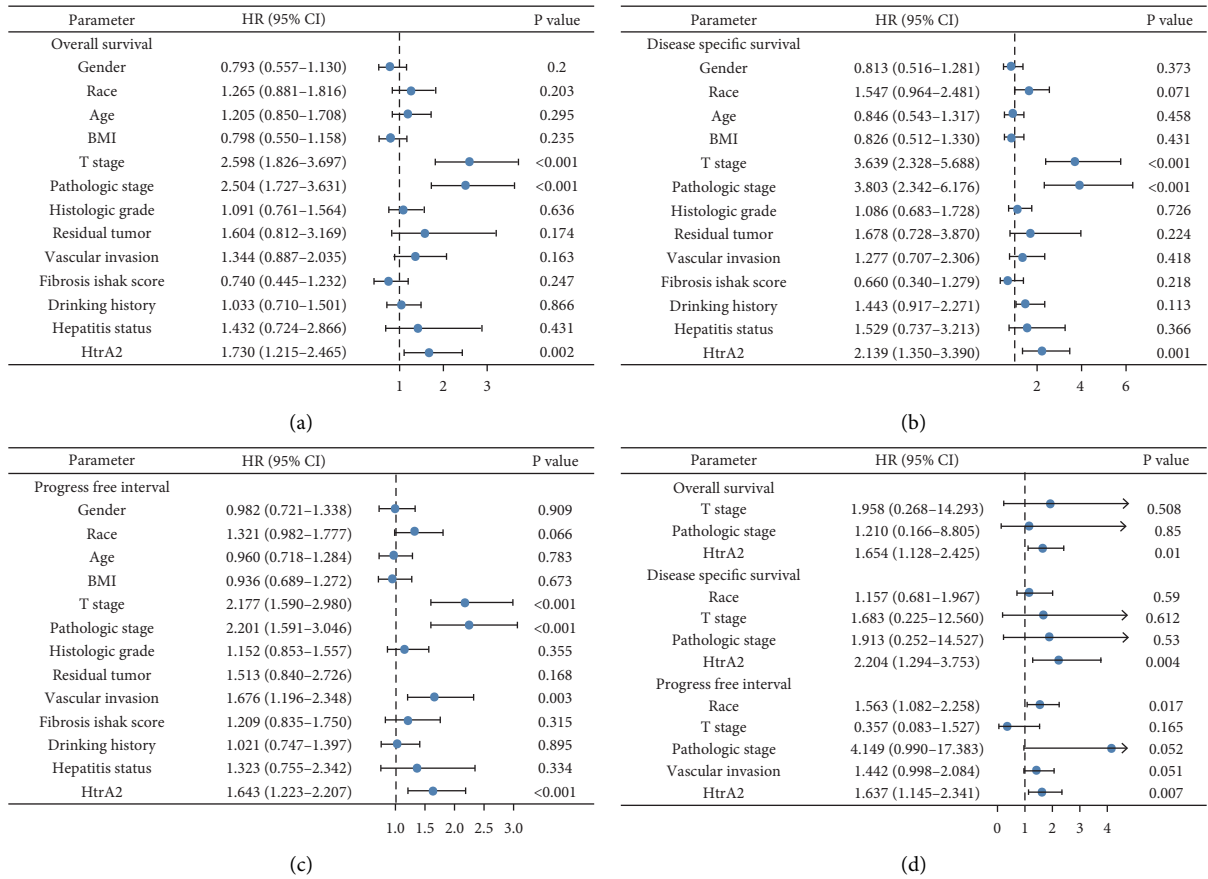 Parameter HR (95% CI) P value
Overall survival
Gender 0.793 (0.557–1.130) 0.2
Race 1.265 (0.881–1.816) 0.203
Age 1.205 (0.850–1.708) 0.295
BMI 0.798 (0.550–1.158) 0.235
T stage 2.598 (1.826–3.697) <0.001
Pathologic stage 2.504 (1.727–3.631) <0.001
Histologic grade 1.091 (0.761–1.564) 0.636
Residual tumor 1.604 (0.812–3.169) 0.174
Vascular invasion 1.344 (0.887–2.035) 0.163
Fibrosis ishak score 0.740 (0.445–1.232) 0.247
Drinking history 1.033 (0.710–1.501) 0.866
Hepatitis status 1.432 (0.724–2.866) 0.431
HtrA2 1.730 (1.215–2.465) 0.002
1 2 3
(a)
Parameter HR (95% CI) P value
Disease specific survival
Gender 0.813 (0.516–1.281) 0.373
Race 1.547 (0.964–2.481) 0.071
Age 0.846 (0.543–1.317) 0.458
BMI 0.826 (0.512–1.330) 0.431
T stage 3.639 (2.328–5.688) <0.001
Pathologic stage 3.803 (2.342–6.176) <0.001
Histologic grade 1.086 (0.683–1.728) 0.726
Residual tumor 1.678 (0.728–3.870) 0.224
Vascular invasion 1.277 (0.707–2.306) 0.418
Fibrosis ishak score 0.660 (0.340–1.279) 0.218
Drinking history 1.443 (0.917–2.271) 0.113
Hepatitis status 1.529 (0.737–3.213) 0.366
HtrA2 2.139 (1.350–3.390) 0.001
2 4 6
(b)
Parameter HR (95% CI) P value
Progress free interval
Gender 0.982 (0.721–1.338) 0.909
Race 1.321 (0.982–1.777) 0.066
Age 0.960 (0.718–1.284) 0.783
BMI 0.936 (0.689–1.272) 0.673
T stage 2.177 (1.590–2.980) <0.001
Pathologic stage 2.201 (1.591–3.046) <0.001
Histologic grade 1.152 (0.853–1.557) 0.355
Residual tumor 1.513 (0.840–2.726) 0.168
Vascular invasion 1.676 (1.196–2.348) 0.003
Fibrosis ishak score 1.209 (0.835–1.750) 0.315
Drinking history 1.021 (0.747–1.397) 0.895
Hepatitis status 1.323 (0.755–2.342) 0.334
HtrA2 1.643 (1.223–2.207) <0.001
1.0 1.5 2.0 2.5 3.0
(c)
Parameter HR (95% CI) P value
Overall survival
T stage 1.958 (0.268–14.293) 0.508
Pathologic stage 1.210 (0.166–8.805) 0.85
HtrA2 1.654 (1.128–2.425) 0.01
Disease specific survival
Race 1.157 (0.681–1.967) 0.59
T stage 1.683 (0.225–12.560) 0.612
Pathologic stage 1.913 (0.252–14.527) 0.53
HtrA2 2.204 (1.294–3.753) 0.004
Progress free interval
Race 1.563 (1.082–2.258) 0.017
T stage 0.357 (0.083–1.527) 0.165
Pathologic stage 4.149 (0.990–17.383) 0.052
Vascular invasion 1.442 (0.998–2.084) 0.051
HtrA2 1.637 (1.145–2.341) 0.007
0 1 2 3 4
(d)